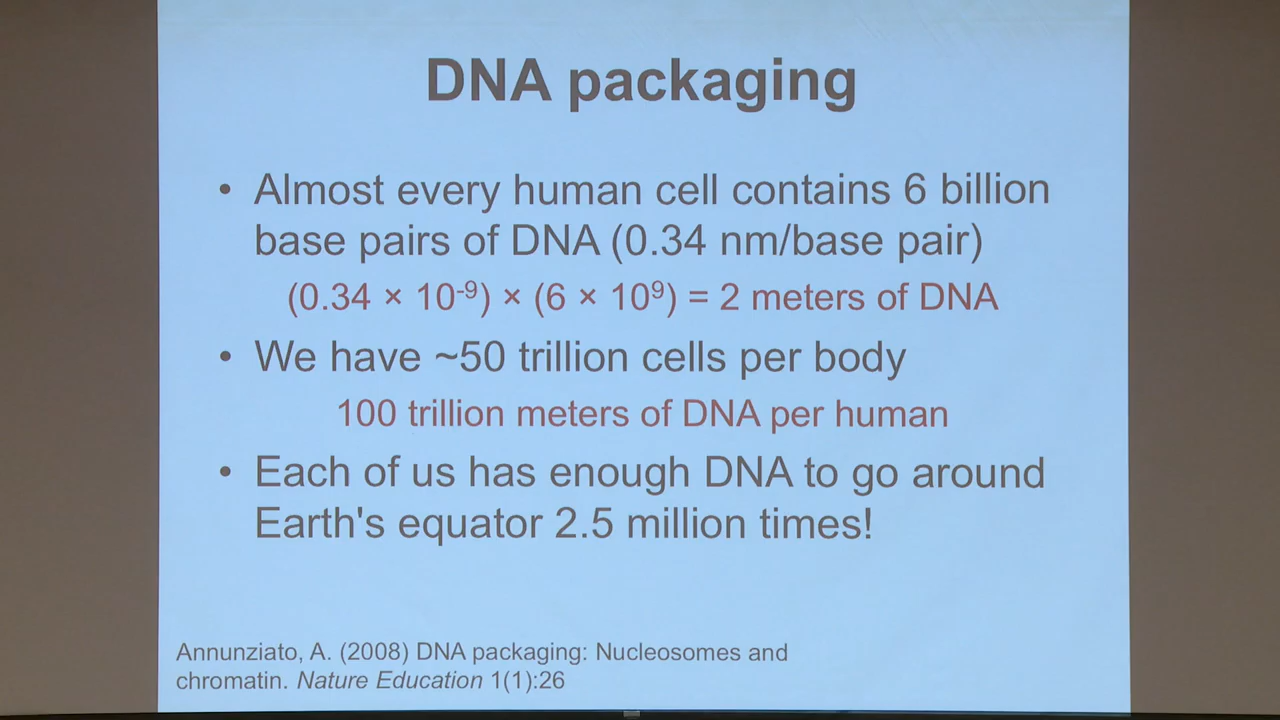 DNA packaging
• Almost every human cell contains 6 billion
base pairs of DNA (0.34 nm/base pair)
(0.34 × 10⁻⁹) × (6 × 10⁹) = 2 meters of DNA
• We have ~50 trillion cells per body
100 trillion meters of DNA per human
• Each of us has enough DNA to go around
Earth's equator 2.5 million times!
Annunziato, A. (2008) DNA packaging: Nucleosomes and
chromatin. Nature Education 1(1):26